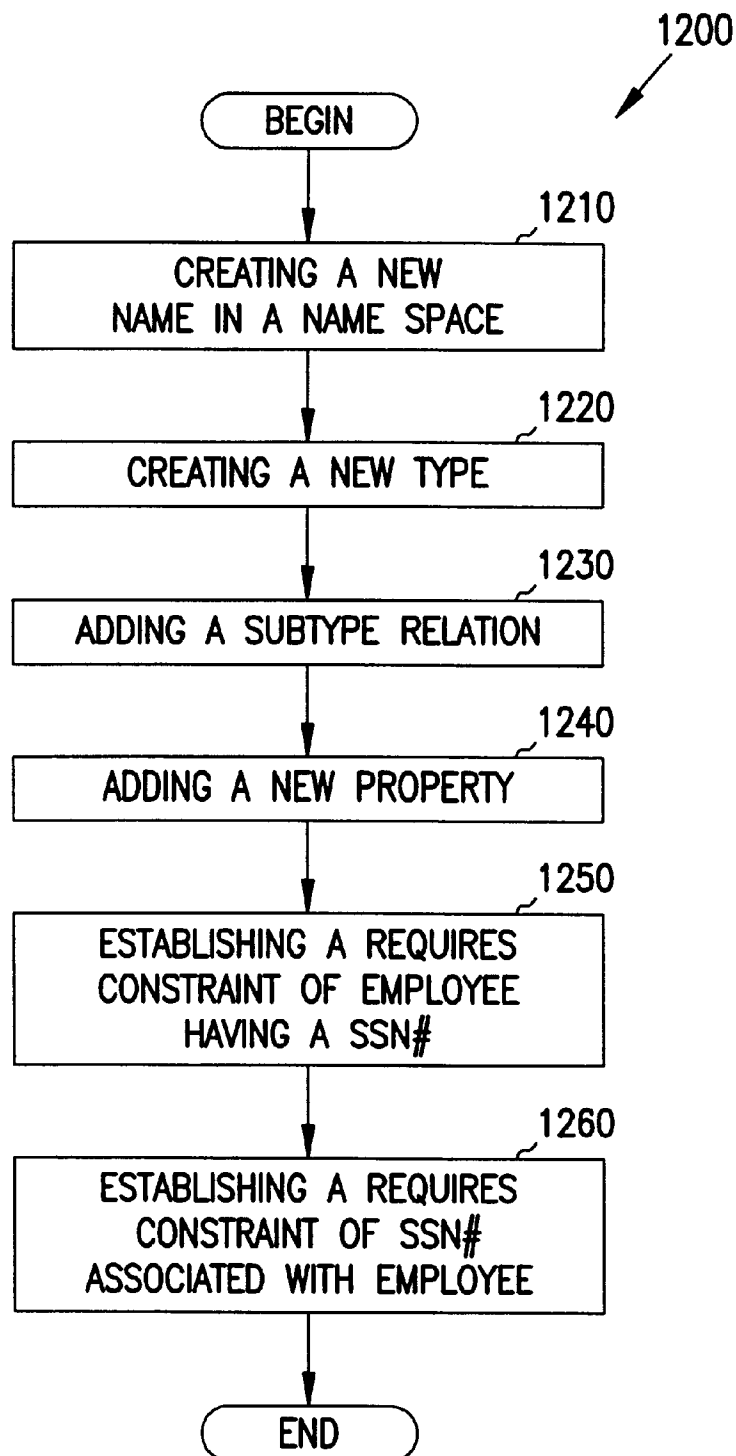 1200
BEGIN
1210
CREATING A NEW
NAME IN A NAME SPACE
1220
CREATING A NEW TYPE
1230
ADDING A SUBTYPE RELATION
1240
ADDING A NEW PROPERTY
1250
ESTABLISHING A REQUIRES
CONSTRAINT OF EMPLOYEE
HAVING A SSN#
1260
ESTABLISHING A REQUIRES
CONSTRAINT OF SSN#
ASSOCIATED WITH EMPLOYEE
END